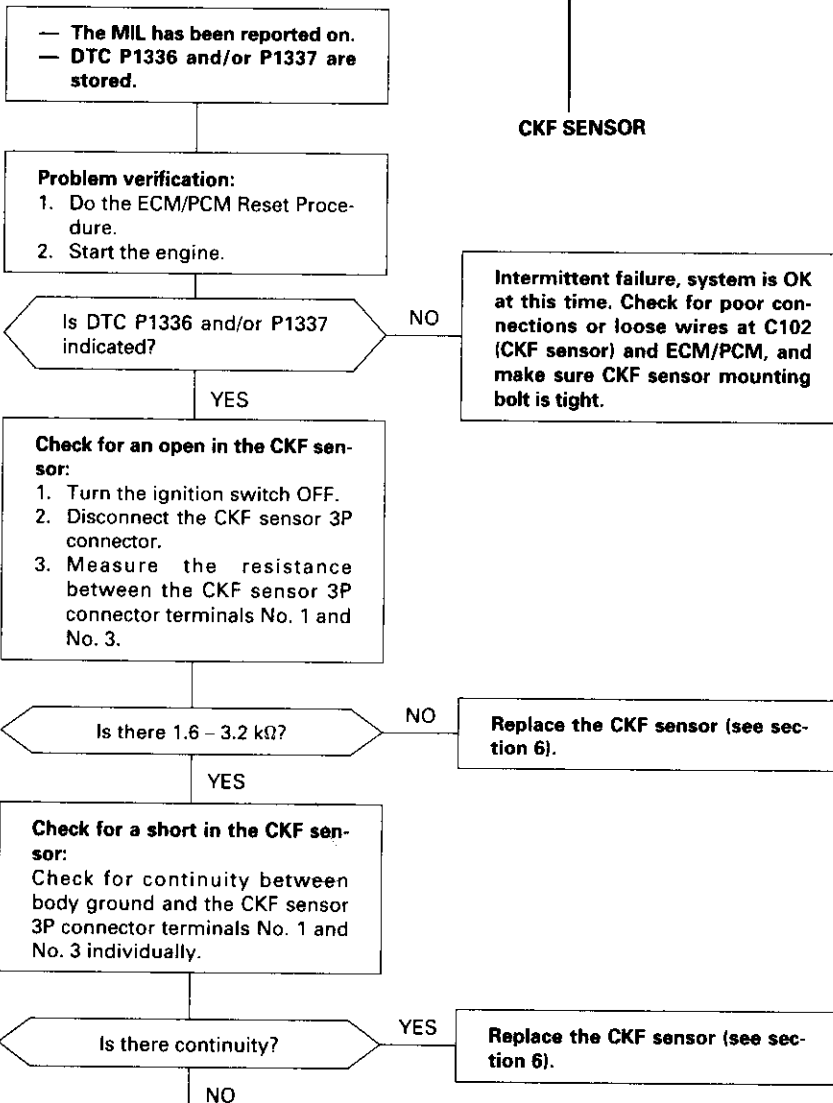 — The MIL has been reported on.
— DTC P1336 and/or P1337 are
stored.
CKF SENSOR
Problem verification:
1. Do the ECM/PCM Reset Proce-
dure.
2. Start the engine.
Is DTC P1336 and/or P1337
indicated?
NO
Intermittent failure, system is OK
at this time. Check for poor con-
nections or loose wires at C102
(CKF sensor) and ECM/PCM, and
make sure CKF sensor mounting
bolt is tight.
YES
Check for an open in the CKF sen-
sor:
1. Turn the ignition switch OFF.
2. Disconnect the CKF sensor 3P
connector.
3. Measure the resistance
between the CKF sensor 3P
connector terminals No. 1 and
No. 3.
Is there 1.6 – 3.2 kΩ?
NO
Replace the CKF sensor (see sec-
tion 6).
YES
Check for a short in the CKF sen-
sor:
Check for continuity between
body ground and the CKF sensor
3P connector terminals No. 1 and
No. 3 individually.
Is there continuity?
YES
Replace the CKF sensor (see sec-
tion 6).
NO